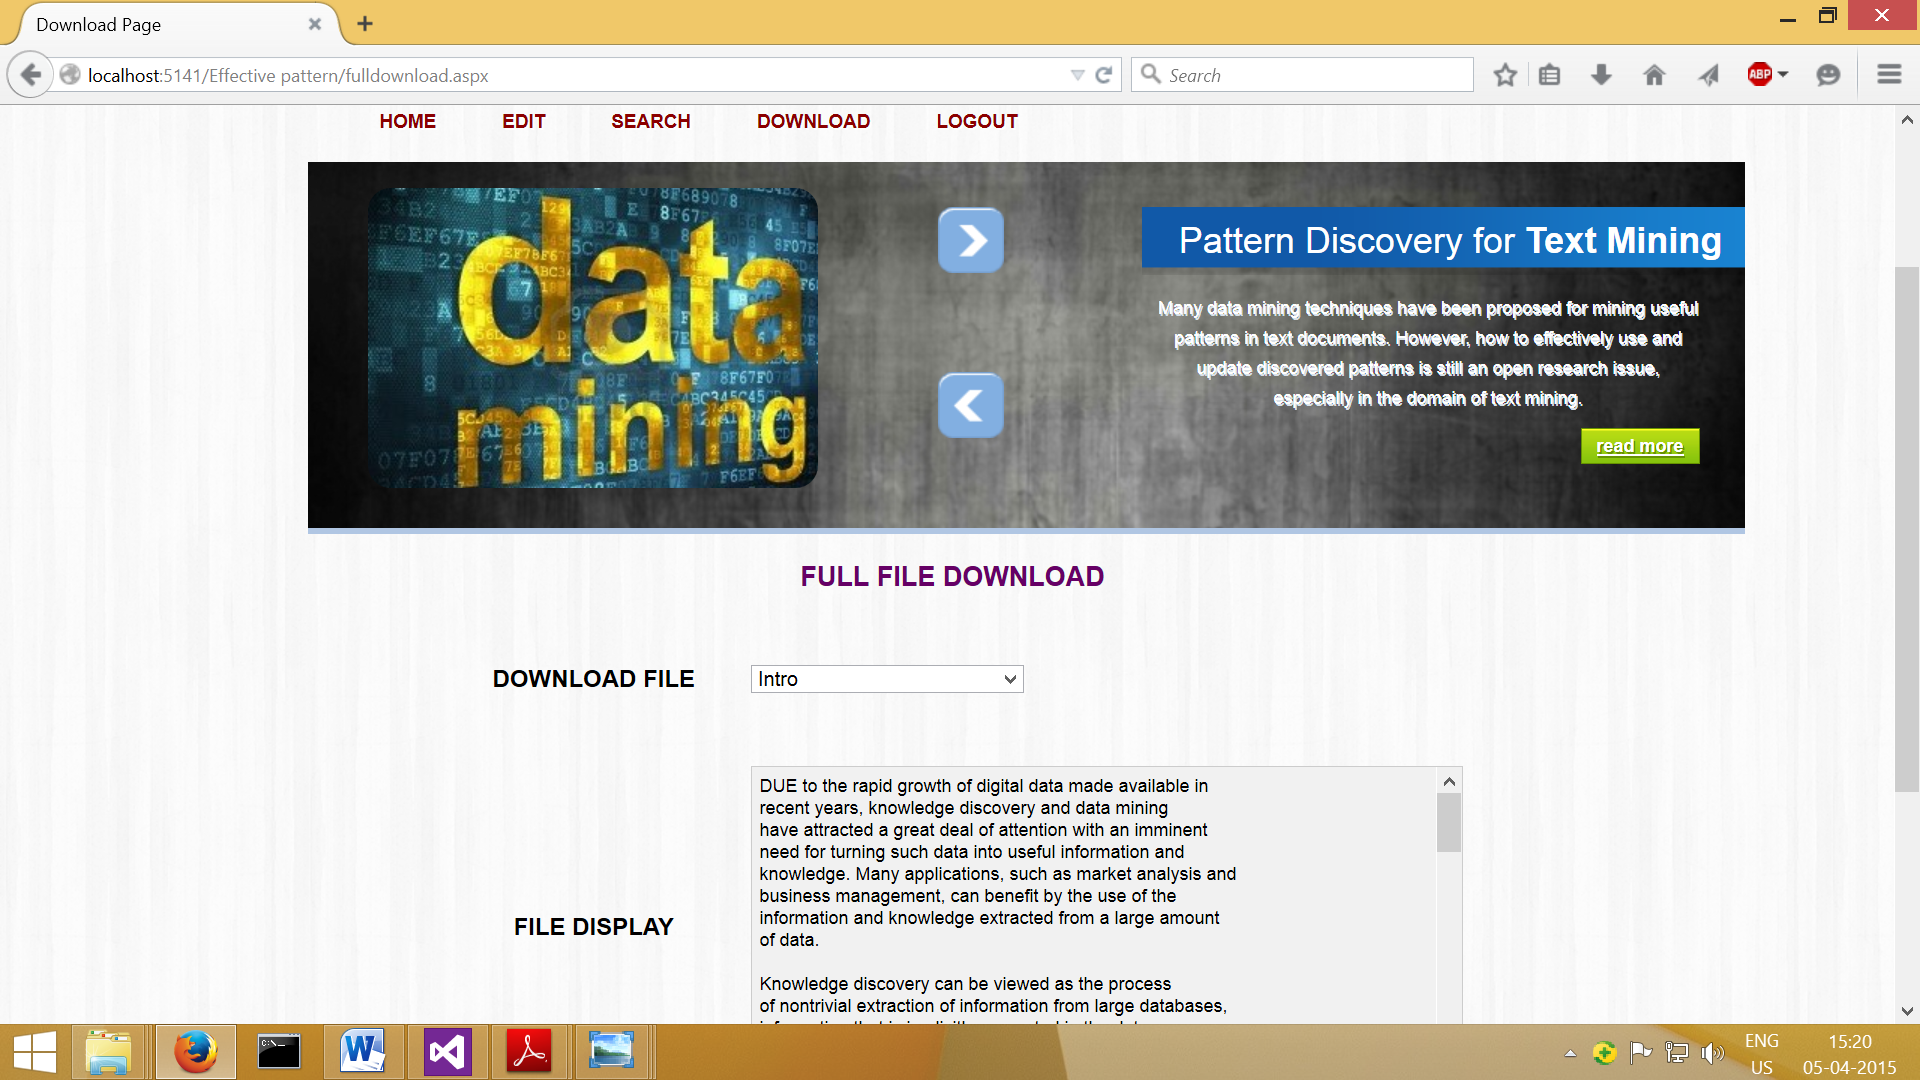 Download Page
localhost:5141/Effective pattern/fulldownload.aspx
Search
ABP
HOME EDIT SEARCH DOWNLOAD LOGOUT
data
mining
Pattern Discovery for Text Mining
Many data mining techniques have been proposed for mining useful
patterns in text documents. However, how to effectively use and
update discovered patterns is still an open research issue,
especially in the domain of text mining.
read more
FULL FILE DOWNLOAD
DOWNLOAD FILE
Intro
FILE DISPLAY
DUE to the rapid growth of digital data made available in
recent years, knowledge discovery and data mining
have attracted a great deal of attention with an imminent
need for turning such data into useful information and
knowledge. Many applications, such as market analysis and
business management, can benefit by the use of the
information and knowledge extracted from a large amount
of data.
Knowledge discovery can be viewed as the process
of nontrivial extraction of information from large databases,
C:\_
ENG
US
15:20
05-04-2015